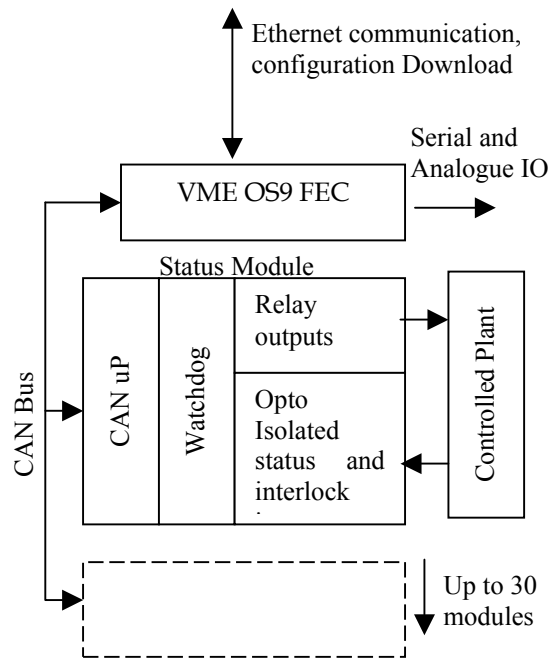 Ethernet communication,
configuration Download
Serial and
Analogue IO
VME OS9 FEC
Status Module
CAN Bus
CAN uP
Watchdog
Relay
outputs
Opto
Isolated
status and
interlock
Controlled Plant
Up to 30
modules